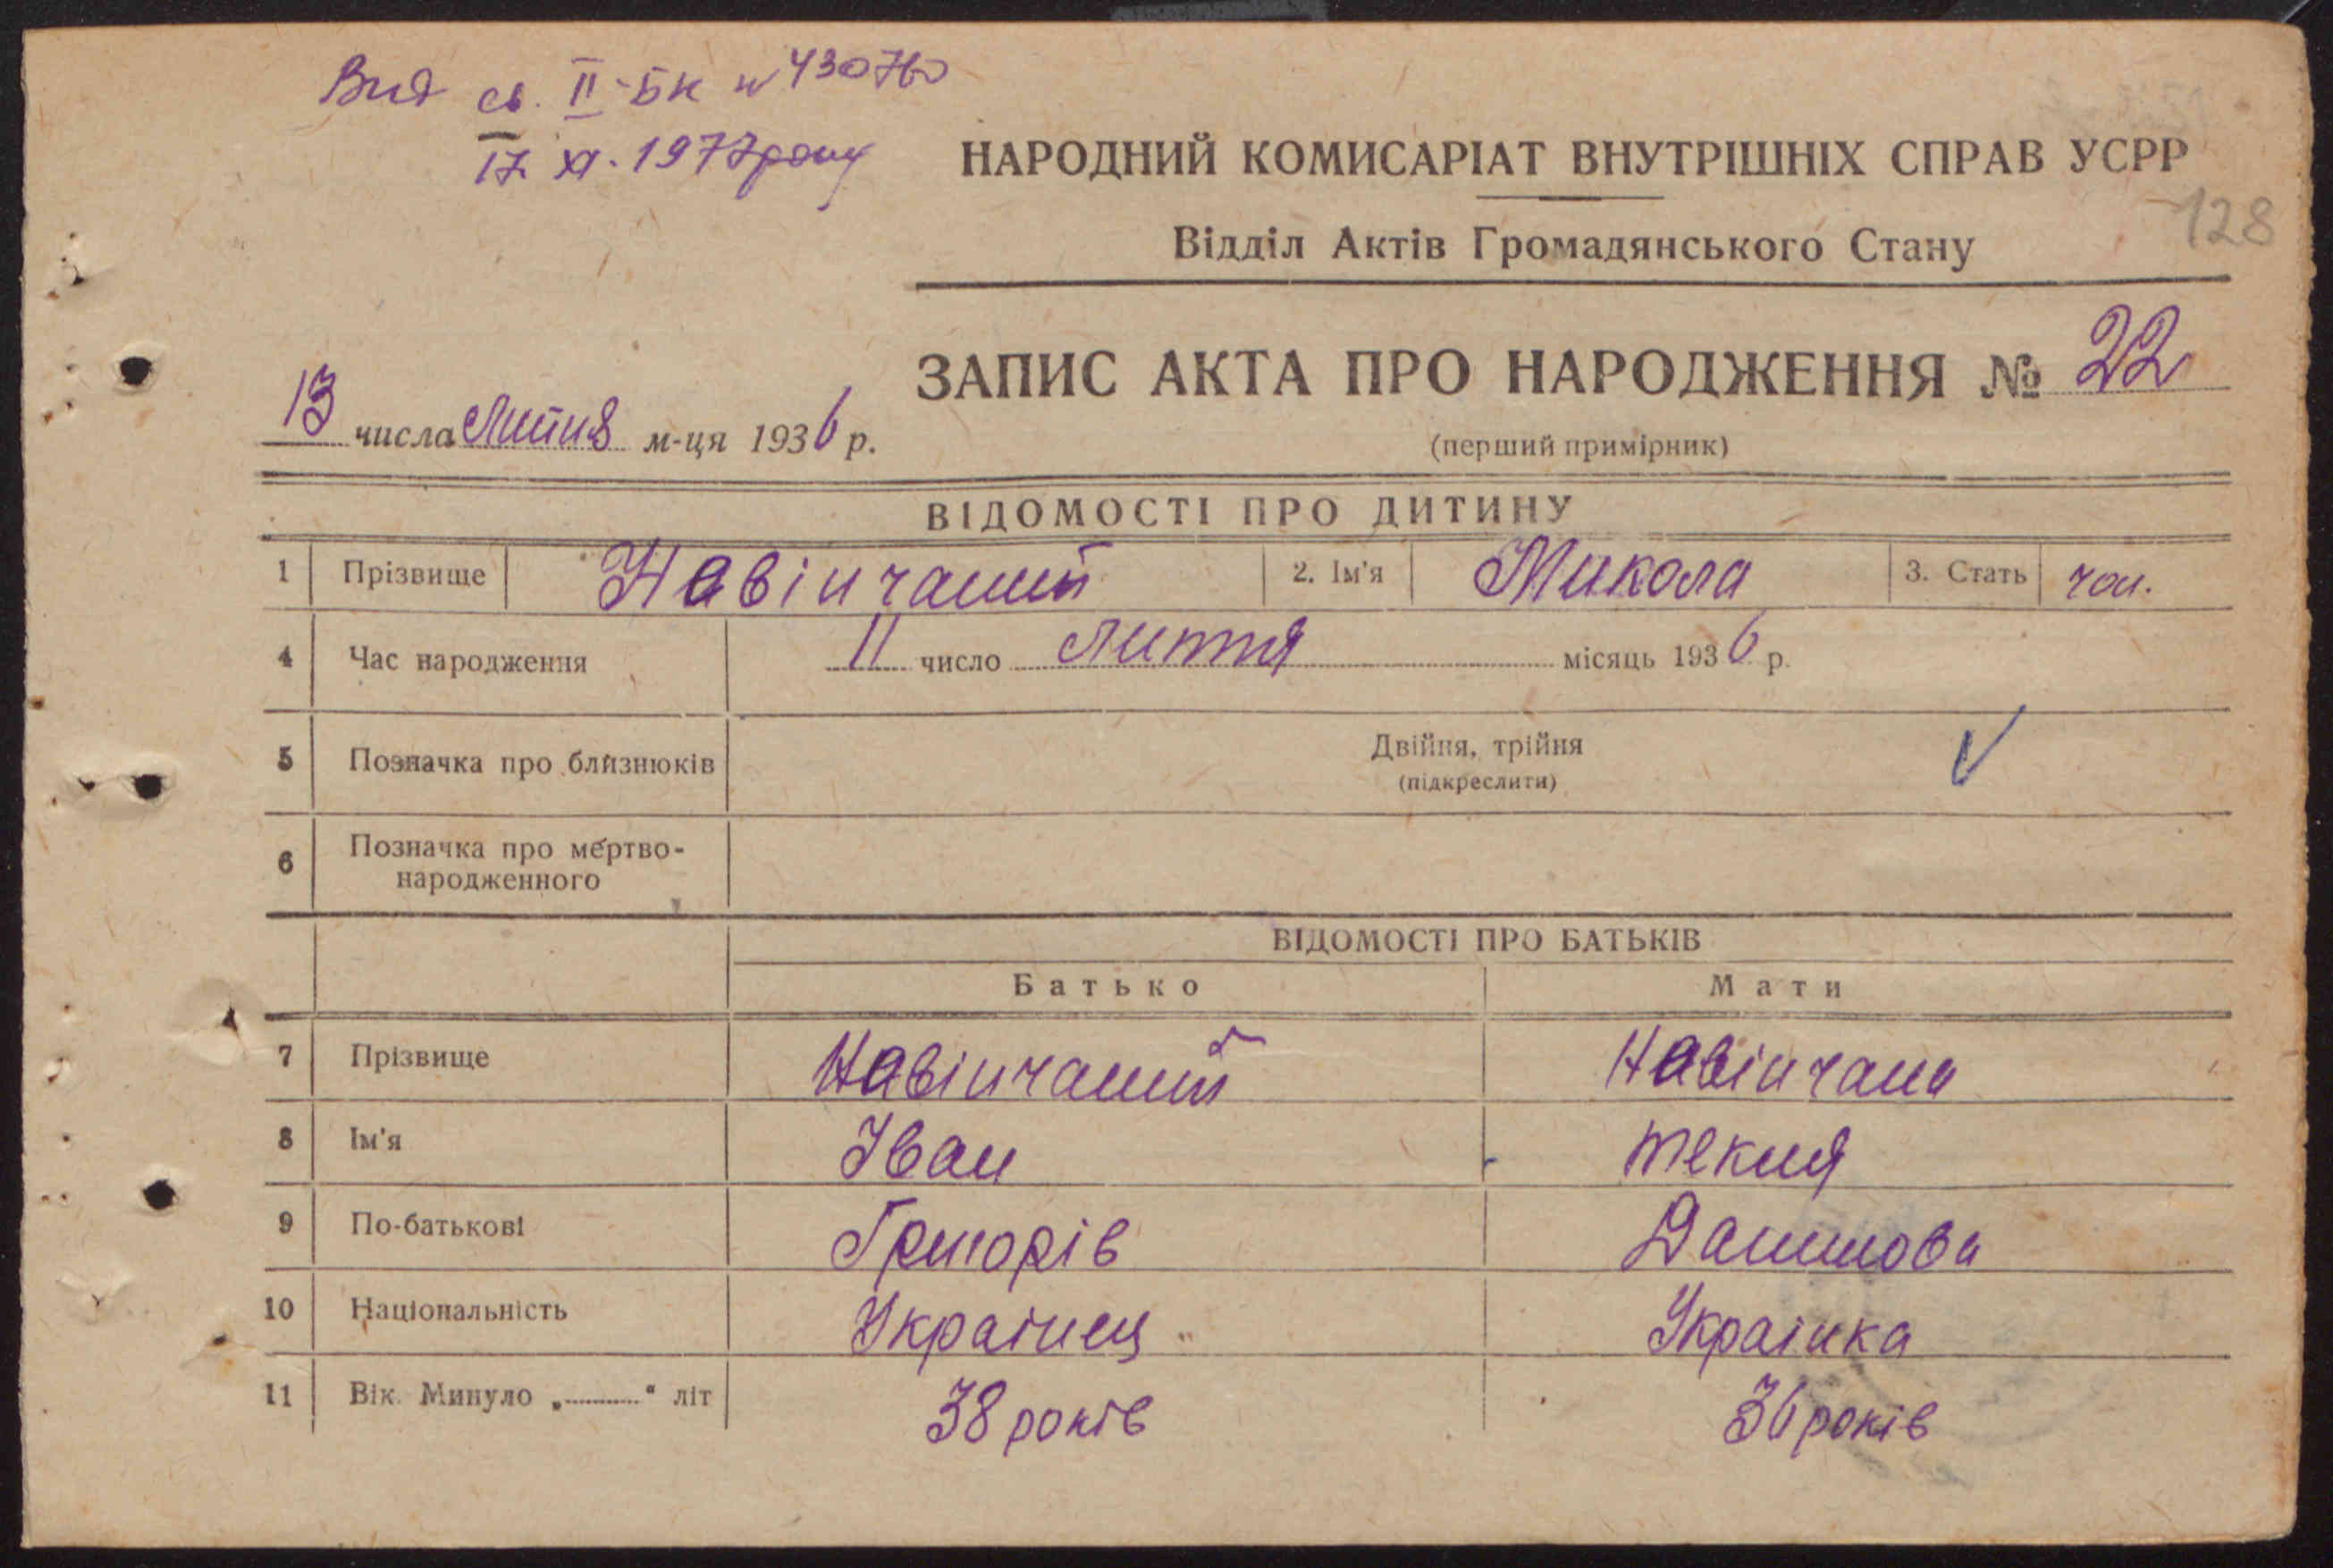 Вид св. II-БК № 430760
17. XI. 1977 року
НАРОДНИЙ КОМИСАРІАТ ВНУТРІШНІХ СПРАВ УСРР
128
Відділ Актів Громадянського Стану
ЗАПИС АКТА ПРО НАРОДЖЕННЯ № 22
13 числа Липня м-ця 1936 р.
(перший примірник)
ВІДОМОСТІ ПРО ДИТИНУ
1 Прізвище Навінчаний 2. Ім'я Микола 3. Стать чол.
4 Час народження 11 число Липня місяць 1936 р.
5 Позначка про близнюків Двійня, трійня
(підкреслити)
6 Позначка про мертво-
народженного
ВІДОМОСТІ ПРО БАТЬКІВ
Батько Мати
7 Прізвище Навінчаний Навінчана
8 Ім'я Іван Текля
9 По-батькові Григорів Данилова
10 Національність Українец Українка
11 Вік. Минуло „ “ літ 38 років 36 років